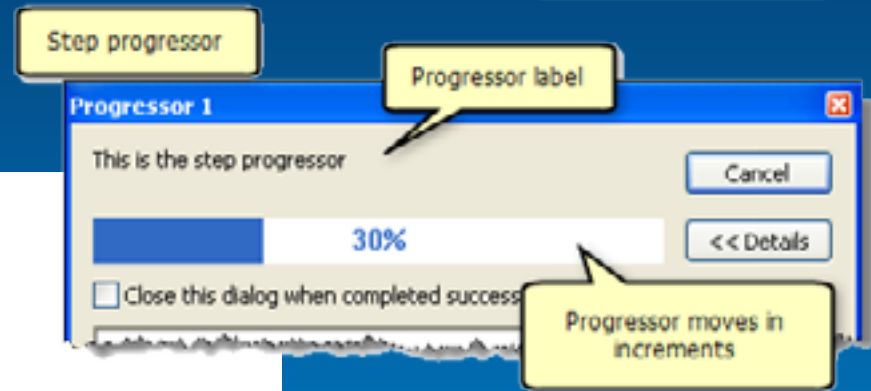 Step progressor
Progressor label
Progressor 1
This is the step progressor
Cancel
30%
<< Details
Close this dialog when completed success
Progressor moves in
increments